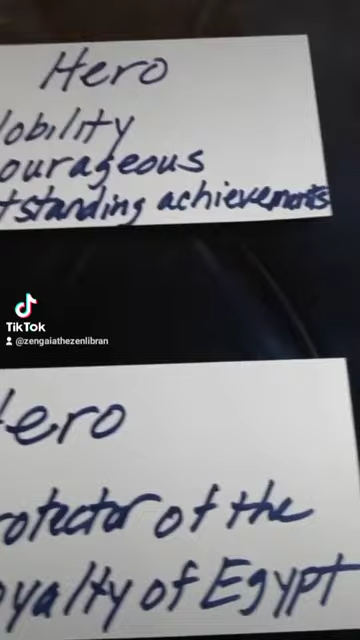 Hero
obility
ourageous
tstanding achievements
TikTok
@zengaiathezenlibran
ero
rotector of the
oyalty of Egypt